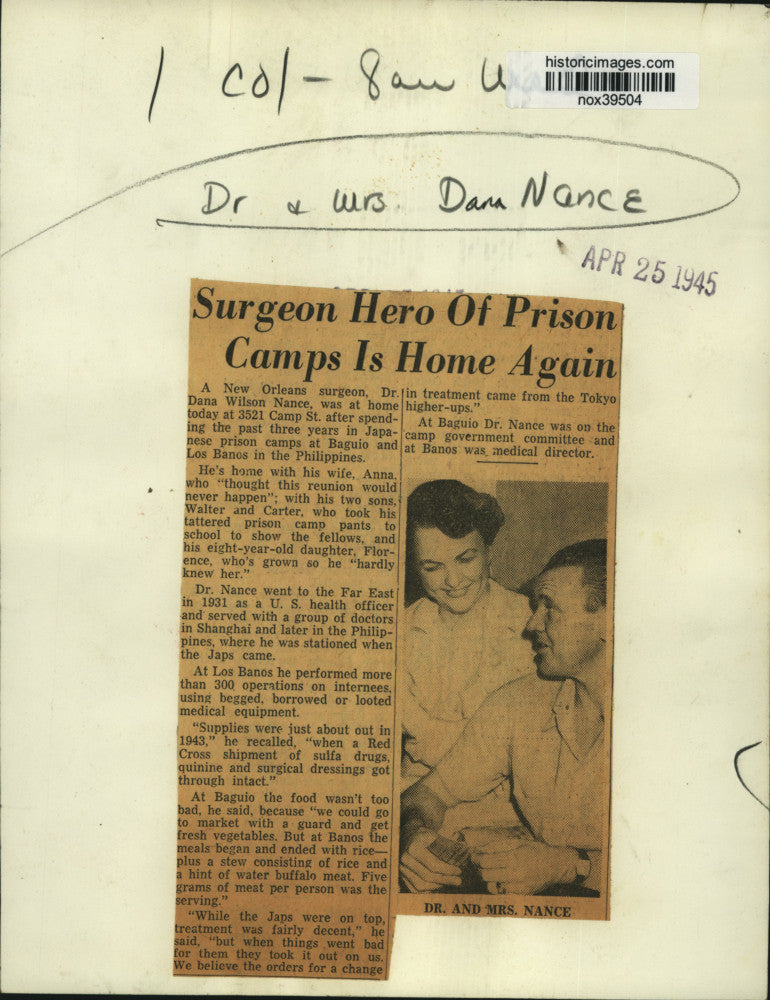 1 col - 8
historicimages.com
nox39504
Dr & Mrs. Dana Nance
APR 25 1945
Surgeon Hero Of Prison
Camps Is Home Again
A New Orleans surgeon, Dr.
Dana Wilson Nance, was at home
today at 3521 Camp St. after spend-
ing the past three years in Japa-
nese prison camps at Baguio and
Los Banos in the Philippines.
He's home with his wife, Anna,
who "thought this reunion would
never happen"; with his two sons,
Walter and Carter, who took his
tattered prison camp pants to
school to show the fellows, and
his eight-year-old daughter, Flor-
ence, who's grown so he "hardly
knew her."
Dr. Nance went to the Far East
in 1931 as a U. S. health officer
and served with a group of doctors
in Shanghai and later in the Philip-
pines, where he was stationed when
the Japs came.
At Los Banos he performed more
than 300 operations on internees,
using begged, borrowed or looted
medical equipment.
"Supplies were just about out in
1943," he recalled, "when a Red
Cross shipment of sulfa drugs,
quinine and surgical dressings got
through intact."
At Baguio the food wasn't too
bad, he said, because "we could go
to market with a guard and get
fresh vegetables. But at Banos the
meals began and ended with rice—
plus a stew consisting of rice and
a hint of water buffalo meat. Five
grams of meat per person was the
serving."
"While the Japs were on top,
treatment was fairly decent," he
said, "but when things went bad
for them they took it out on us.
We believe the orders for a change
in treatment came from the Tokyo
higher-ups."
At Baguio Dr. Nance was on the
camp government committee and
at Banos was medical director.
DR. AND MRS. NANCE